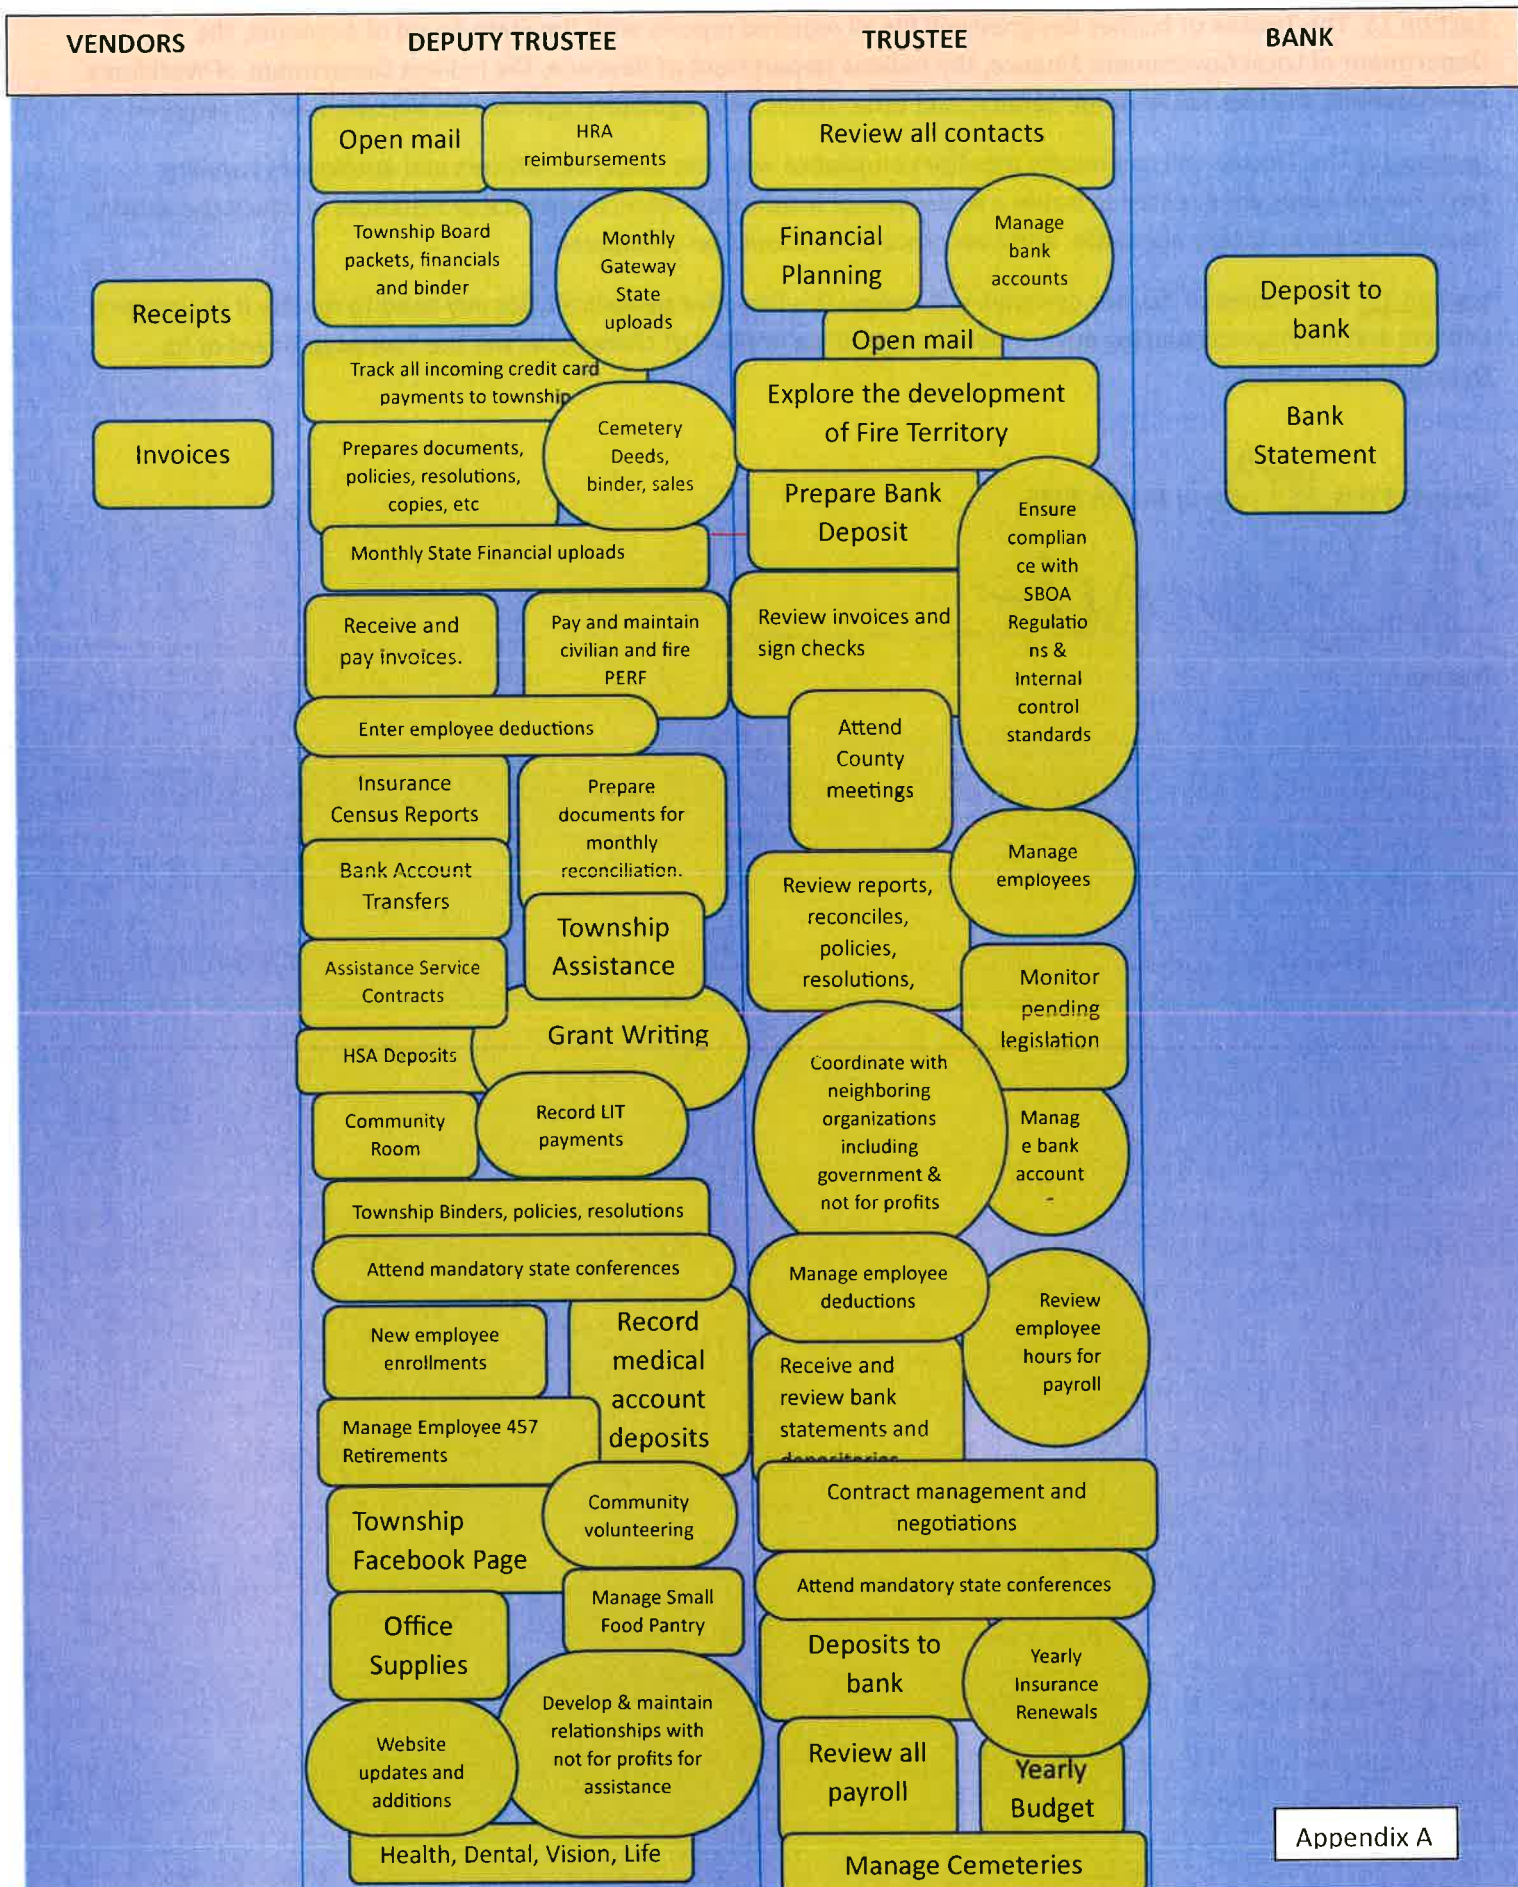 VENDORS
DEPUTY TRUSTEE
TRUSTEE
BANK
Receipts
Invoices
Open mail
HRA
reimbursements
Township Board
packets, financials
and binder
Monthly
Gateway
State
uploads
Track all incoming credit card
payments to township
Prepares documents,
policies, resolutions,
copies, etc
Cemetery
Deeds,
binder, sales
Monthly State Financial uploads
Receive and
pay invoices.
Pay and maintain
civilian and fire
PERF
Enter employee deductions
Insurance
Census Reports
Prepare
documents for
monthly
reconciliation.
Bank Account
Transfers
Township
Assistance
Assistance Service
Contracts
Grant Writing
HSA Deposits
Community
Room
Record LIT
payments
Township Binders, policies, resolutions
Attend mandatory state conferences
New employee
enrollments
Record
medical
account
deposits
Manage Employee 457
Retirements
Township
Facebook Page
Community
volunteering
Manage Small
Food Pantry
Office
Supplies
Develop & maintain
relationships with
not for profits for
assistance
Website
updates and
additions
Health, Dental, Vision, Life
Review all contacts
Financial
Planning
Manage
bank
accounts
Open mail
Explore the development
of Fire Territory
Prepare Bank
Deposit
Ensure
complian
ce with
SBOA
Regulatio
ns &
Internal
control
standards
Review invoices and
sign checks
Attend
County
meetings
Manage
employees
Review reports,
reconciles,
policies,
resolutions,
Monitor
pending
legislation
Coordinate with
neighboring
organizations
including
government &
not for profits
Manag
e bank
account
Manage employee
deductions
Review
employee
hours for
payroll
Receive and
review bank
statements and
depositories
Contract management and
negotiations
Attend mandatory state conferences
Deposits to
bank
Yearly
Insurance
Renewals
Review all
payroll
Yearly
Budget
Manage Cemeteries
Deposit to
bank
Bank
Statement
Appendix A